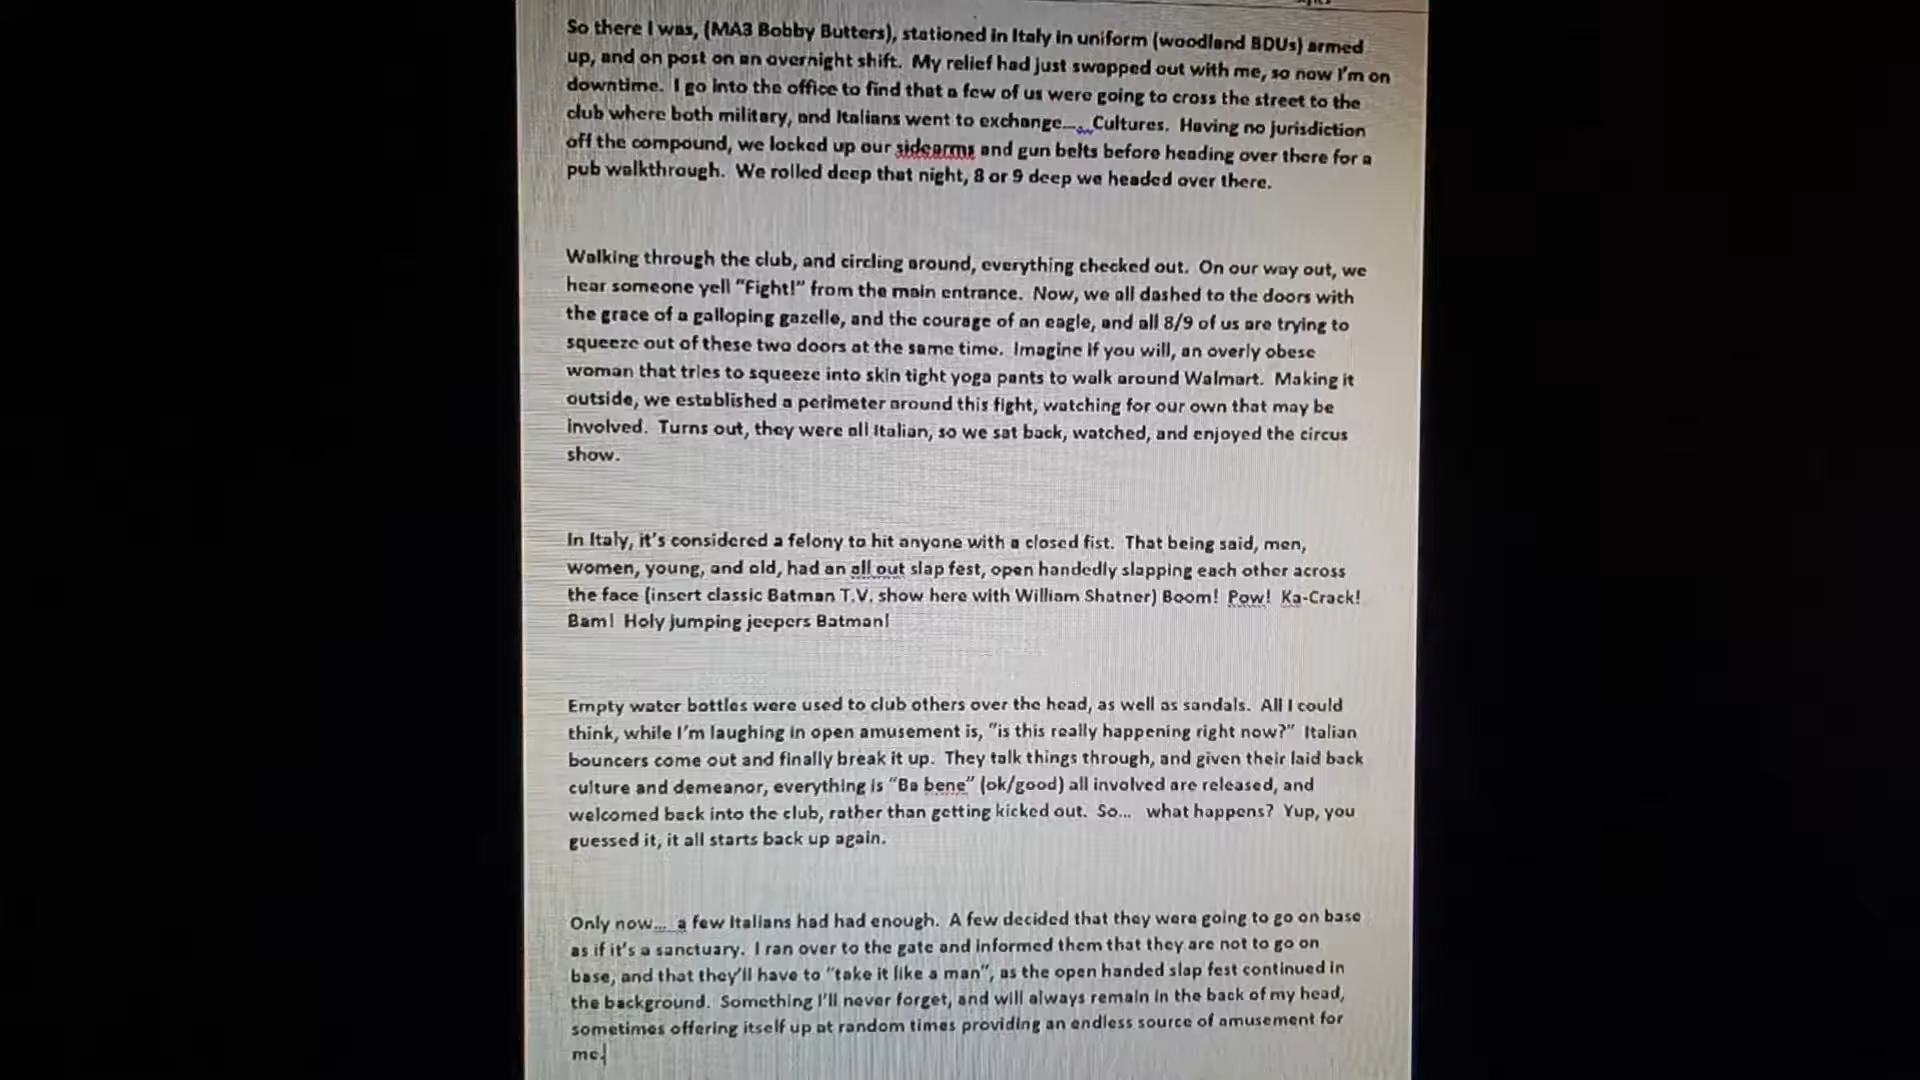 So there I was, (MA3 Bobby Butters), stationed in Italy in uniform (woodland BDUs) armed
up, and on post on an overnight shift.  My relief had just swapped out with me, so now I'm on
downtime.  I go into the office to find that a few of us were going to cross the street to the
club where both military, and Italians went to exchange.... Cultures.  Having no jurisdiction
off the compound, we locked up our sidearms and gun belts before heading over there for a
pub walkthrough.  We rolled deep that night, 8 or 9 deep we headed over there.
Walking through the club, and circling around, everything checked out.  On our way out, we
hear someone yell "Fight!" from the main entrance.  Now, we all dashed to the doors with
the grace of a galloping gazelle, and the courage of an eagle, and all 8/9 of us are trying to
squeeze out of these two doors at the same time.  Imagine if you will, an overly obese
woman that tries to squeeze into skin tight yoga pants to walk around Walmart.  Making it
outside, we established a perimeter around this fight, watching for our own that may be
involved.  Turns out, they were all Italian, so we sat back, watched, and enjoyed the circus
show.
In Italy, it's considered a felony to hit anyone with a closed fist.  That being said, men,
women, young, and old, had an all out slap fest, open handedly slapping each other across
the face (insert classic Batman T.V. show here with William Shatner) Boom!  Pow!  Ka-Crack!
Bam!  Holy jumping jeepers Batman!
Empty water bottles were used to club others over the head, as well as sandals.  All I could
think, while I'm laughing in open amusement is, "is this really happening right now?"  Italian
bouncers come out and finally break it up.  They talk things through, and given their laid back
culture and demeanor, everything is "Ba bene" (ok/good) all involved are released, and
welcomed back into the club, rather than getting kicked out.  So...  what happens?  Yup, you
guessed it, it all starts back up again.
Only now... a few Italians had had enough.  A few decided that they were going to go on base
as if it's a sanctuary.  I ran over to the gate and informed them that they are not to go on
base, and that they'll have to "take it like a man", as the open handed slap fest continued in
the background.  Something I'll never forget, and will always remain in the back of my head,
sometimes offering itself up at random times providing an endless source of amusement for
me.